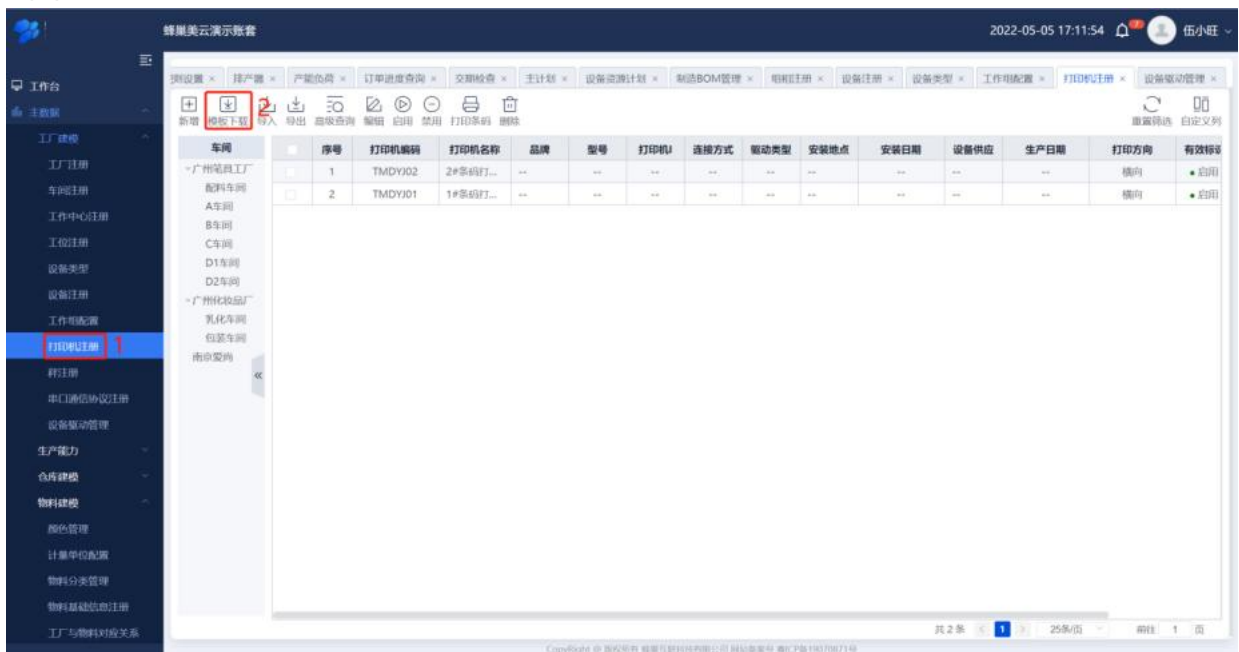 蜂巢美云演示账套
2022-05-05 17:11:54
7
伍小旺
工作台
主数据
工厂建模
工厂注册
车间注册
工作中心注册
工位注册
设备类型
设备注册
工作组配置
打印机注册
1
秤注册
串口通信协议注册
设备驱动管理
生产能力
仓库建模
物料建模
颜色管理
计量单位配置
物料分类管理
物料基础信息注册
工厂与物料对应关系
排产器 ×
产能负荷 ×
订单进度查询 ×
交期检查 ×
主计划 ×
设备资源计划 ×
制造BOM管理 ×
班组注册 ×
设备注册 ×
设备类型 ×
工作组配置 ×
打印机注册 ×
设备驱动管理 ×
新增 模板下载 2 导入 导出 高级查询 编辑 启用 禁用 打印条码 删除
重置筛选 自定义列
车间
广州笔具工厂
配料车间
A车间
B车间
C车间
D1车间
D2车间
广州化妆品厂
乳化车间
包装车间
南京爱尚
序号 打印机编码 打印机名称 品牌 型号 打印机I 连接方式 驱动类型 安装地点 安装日期 设备供应 生产日期 打印方向 有效标识
1 TMDYJ02 2#条码打... -- -- -- -- -- -- -- -- -- 横向 启用
2 TMDYJ01 1#条码打... -- -- -- -- -- -- -- -- -- 横向 启用
共 2 条 < 1 > 25条/页 前往 1 页